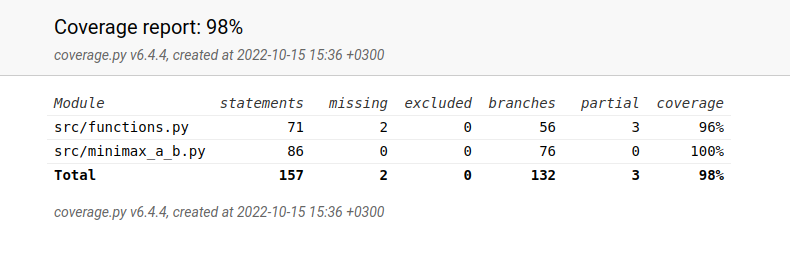 Coverage report: 98%
coverage.py v6.4.4, created at 2022-10-15 15:36 +0300
Module statements missing excluded branches partial coverage
src/functions.py 71 2 0 56 3 96%
src/minimax_a_b.py 86 0 0 76 0 100%
Total 157 2 0 132 3 98%
coverage.py v6.4.4, created at 2022-10-15 15:36 +0300